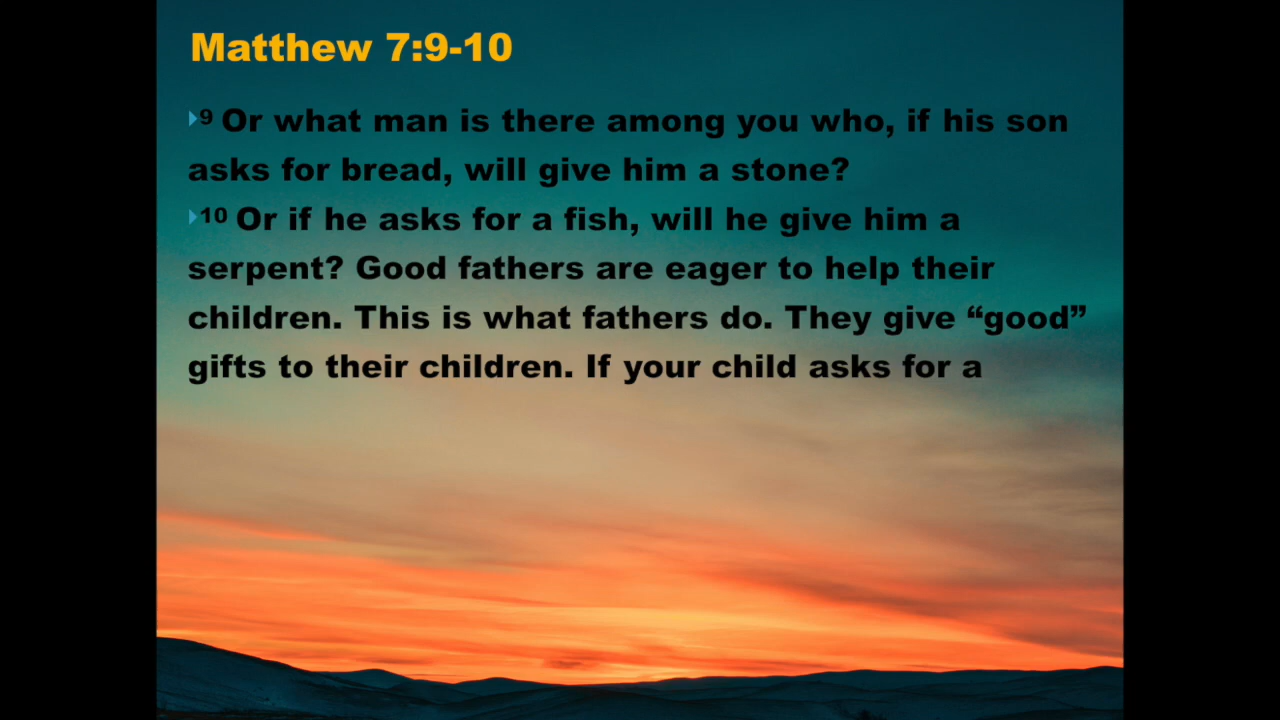 Matthew 7:9-10
9 Or what man is there among you who, if his son
asks for bread, will give him a stone?
10 Or if he asks for a fish, will he give him a
serpent? Good fathers are eager to help their
children. This is what fathers do. They give “good”
gifts to their children. If your child asks for a